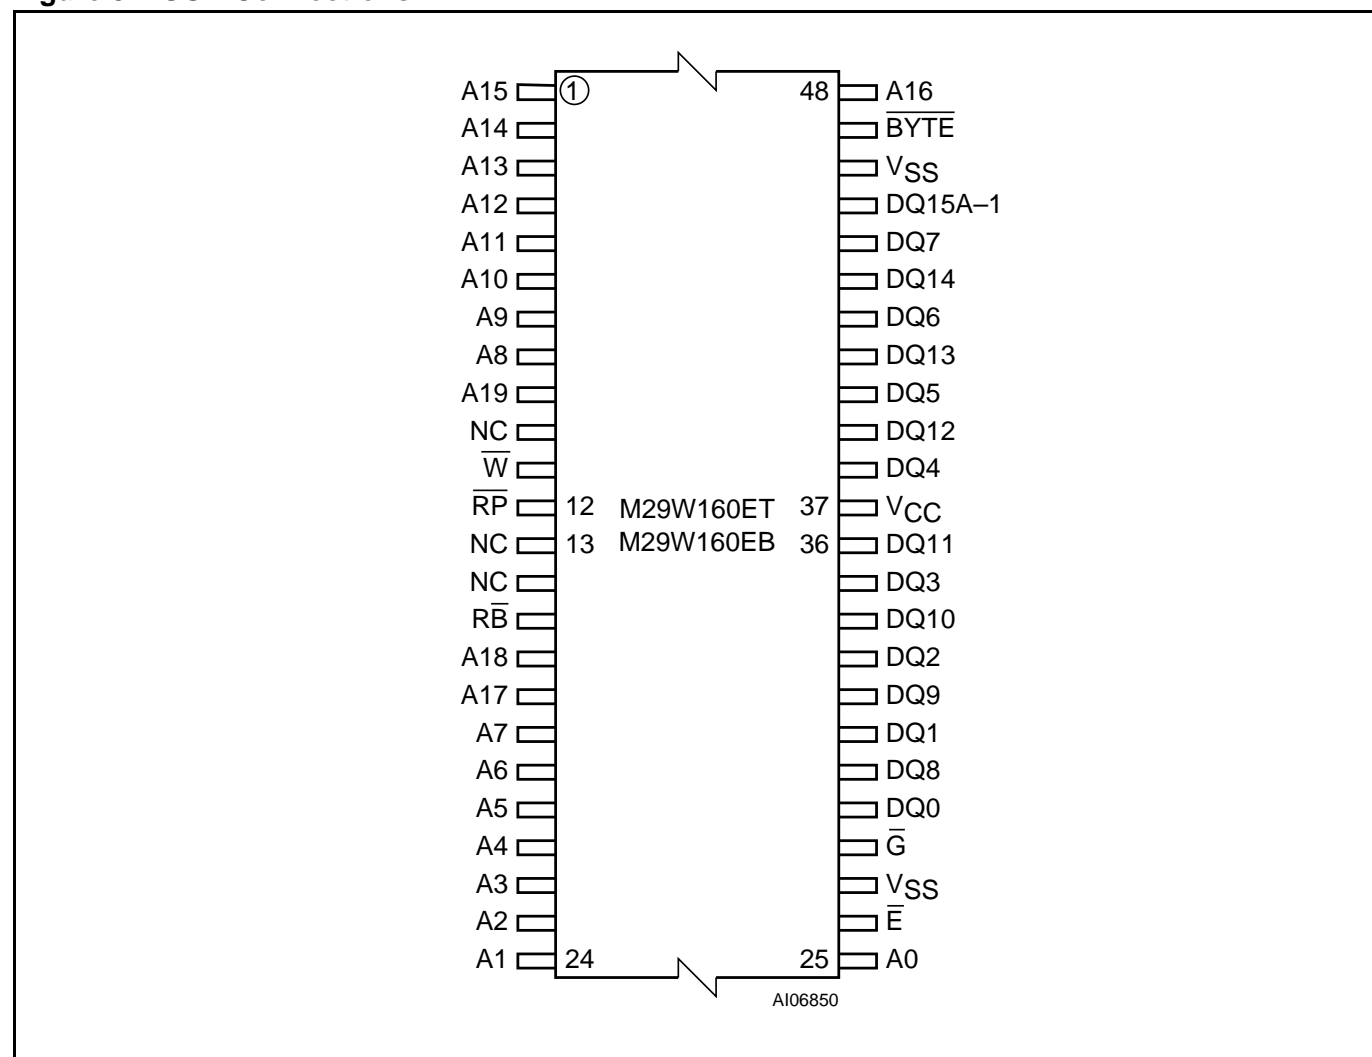 A15 1 48 A16
A14 BYTE
A13 VSS
A12 DQ15A–1
A11 DQ7
A10 DQ14
A9 DQ6
A8 DQ13
A19 DQ5
NC DQ12
W DQ4
RP 12 M29W160ET 37 VCC
NC 13 M29W160EB 36 DQ11
NC DQ3
RB DQ10
A18 DQ2
A17 DQ9
A7 DQ1
A6 DQ8
A5 DQ0
A4 G
A3 VSS
A2 E
A1 24 25 A0
AI06850